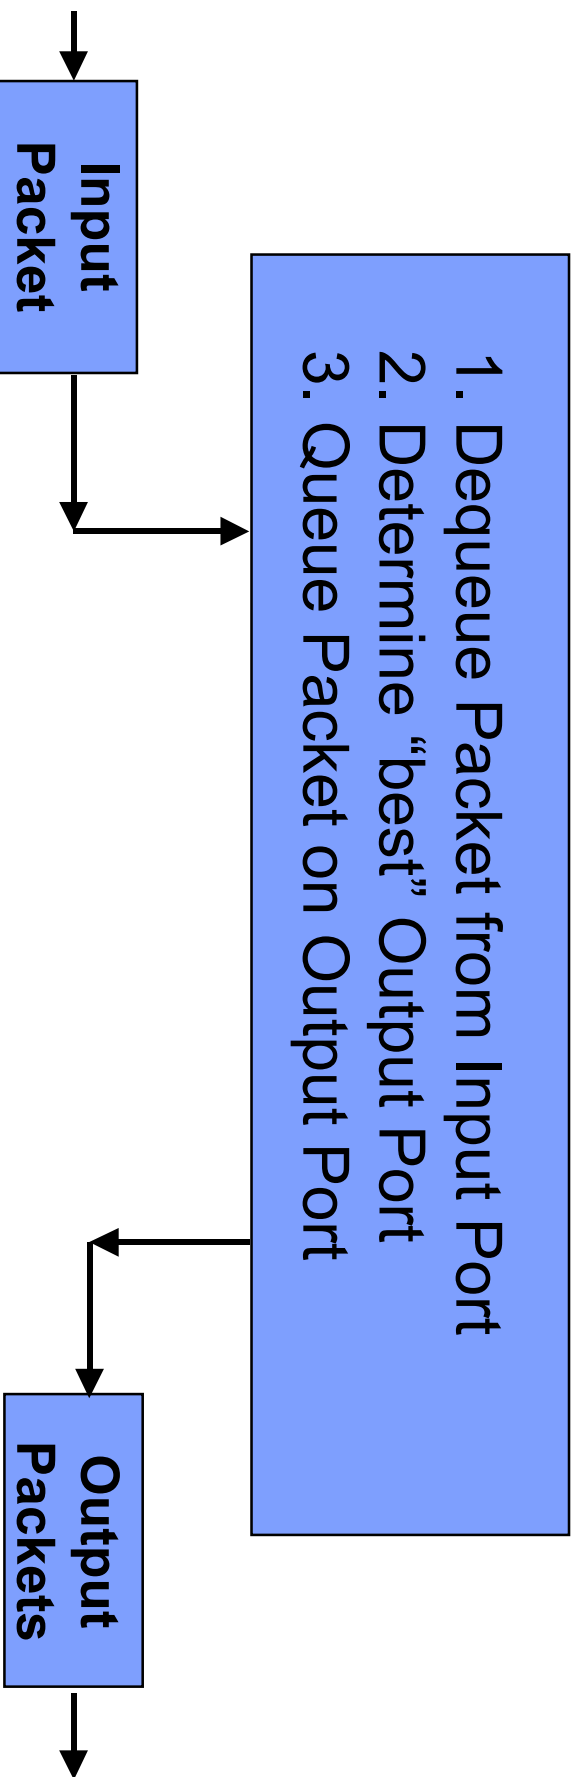 1. Dequeue Packet from Input Port
2. Determine “best” Output Port
3. Queue Packet on Output Port
Input
Packet
Output
Packets